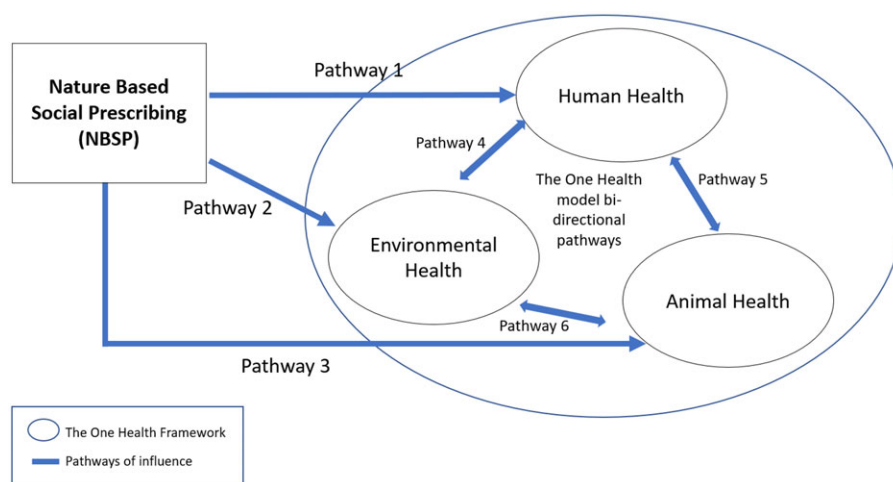 Nature Based
Social Prescribing
(NBSP)
Pathway 1
Human Health
Pathway 4
The One Health
model bi-
directional
pathways
Pathway 5
Pathway 2
Environmental
Health
Animal Health
Pathway 6
Pathway 3
The One Health Framework
Pathways of influence